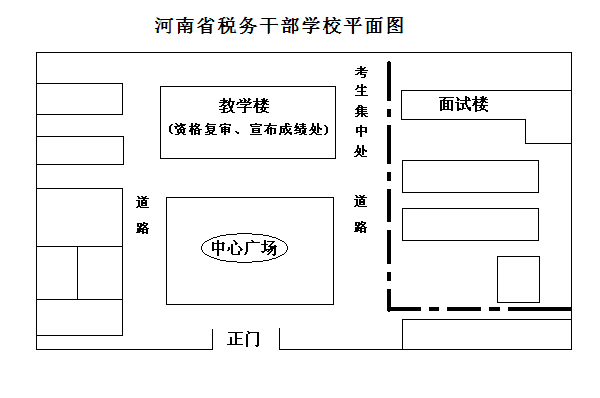 河南省税务干部学校平面图
教学楼
(资格复审、宣布成绩处)
考生集中处
面试楼
道路
道路
中心广场
正门